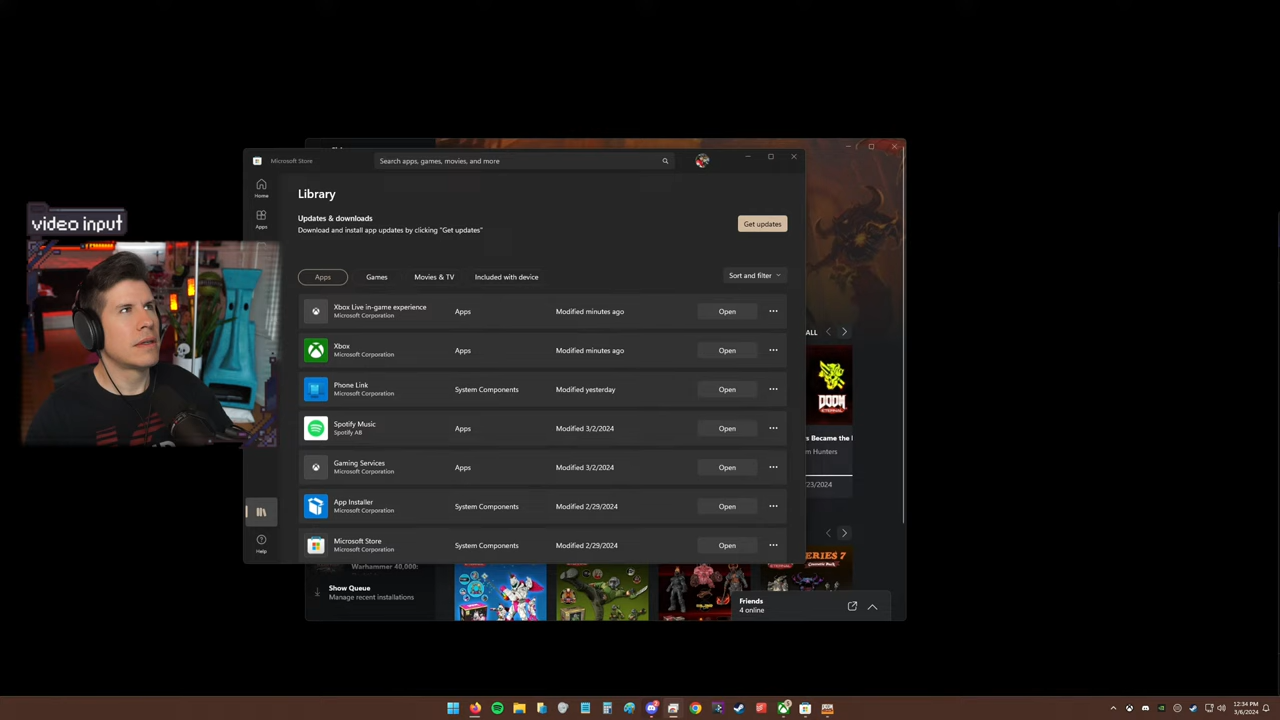 Microsoft Store
Search apps, games, movies, and more
Home
Apps
Library
Updates & downloads
Download and install app updates by clicking "Get updates"
Get updates
video input
Apps
Games
Movies & TV
Included with device
Sort and filter
Xbox Live in-game experience
Microsoft Corporation
Apps
Modified minutes ago
Open
Xbox
Microsoft Corporation
Apps
Modified minutes ago
Open
Phone Link
Microsoft Corporation
System Components
Modified yesterday
Open
Spotify Music
Spotify AB
Apps
Modified 3/2/2024
Open
Gaming Services
Microsoft Corporation
Apps
Modified 3/2/2024
Open
App Installer
Microsoft Corporation
System Components
Modified 2/29/2024
Open
Microsoft Store
Microsoft Corporation
System Components
Modified 2/29/2024
Open
Help
ALL
DOOM
ETERNAL
s Became the
m Hunters
/23/2024
Warhammer 40,000:
Show Queue
Manage recent installations
SERIES 7
Friends
4 online
12:34 PM
3/6/2024